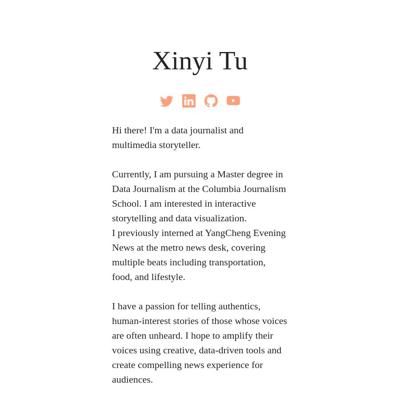 Xinyi Tu
Hi there! I'm a data journalist and
multimedia storyteller.
Currently, I am pursuing a Master degree in
Data Journalism at the Columbia Journalism
School. I am interested in interactive
storytelling and data visualization.
I previously interned at YangCheng Evening
News at the metro news desk, covering
multiple beats including transportation,
food, and lifestyle.
I have a passion for telling authentics,
human-interest stories of those whose voices
are often unheard. I hope to amplify their
voices using creative, data-driven tools and
create compelling news experience for
audiences.